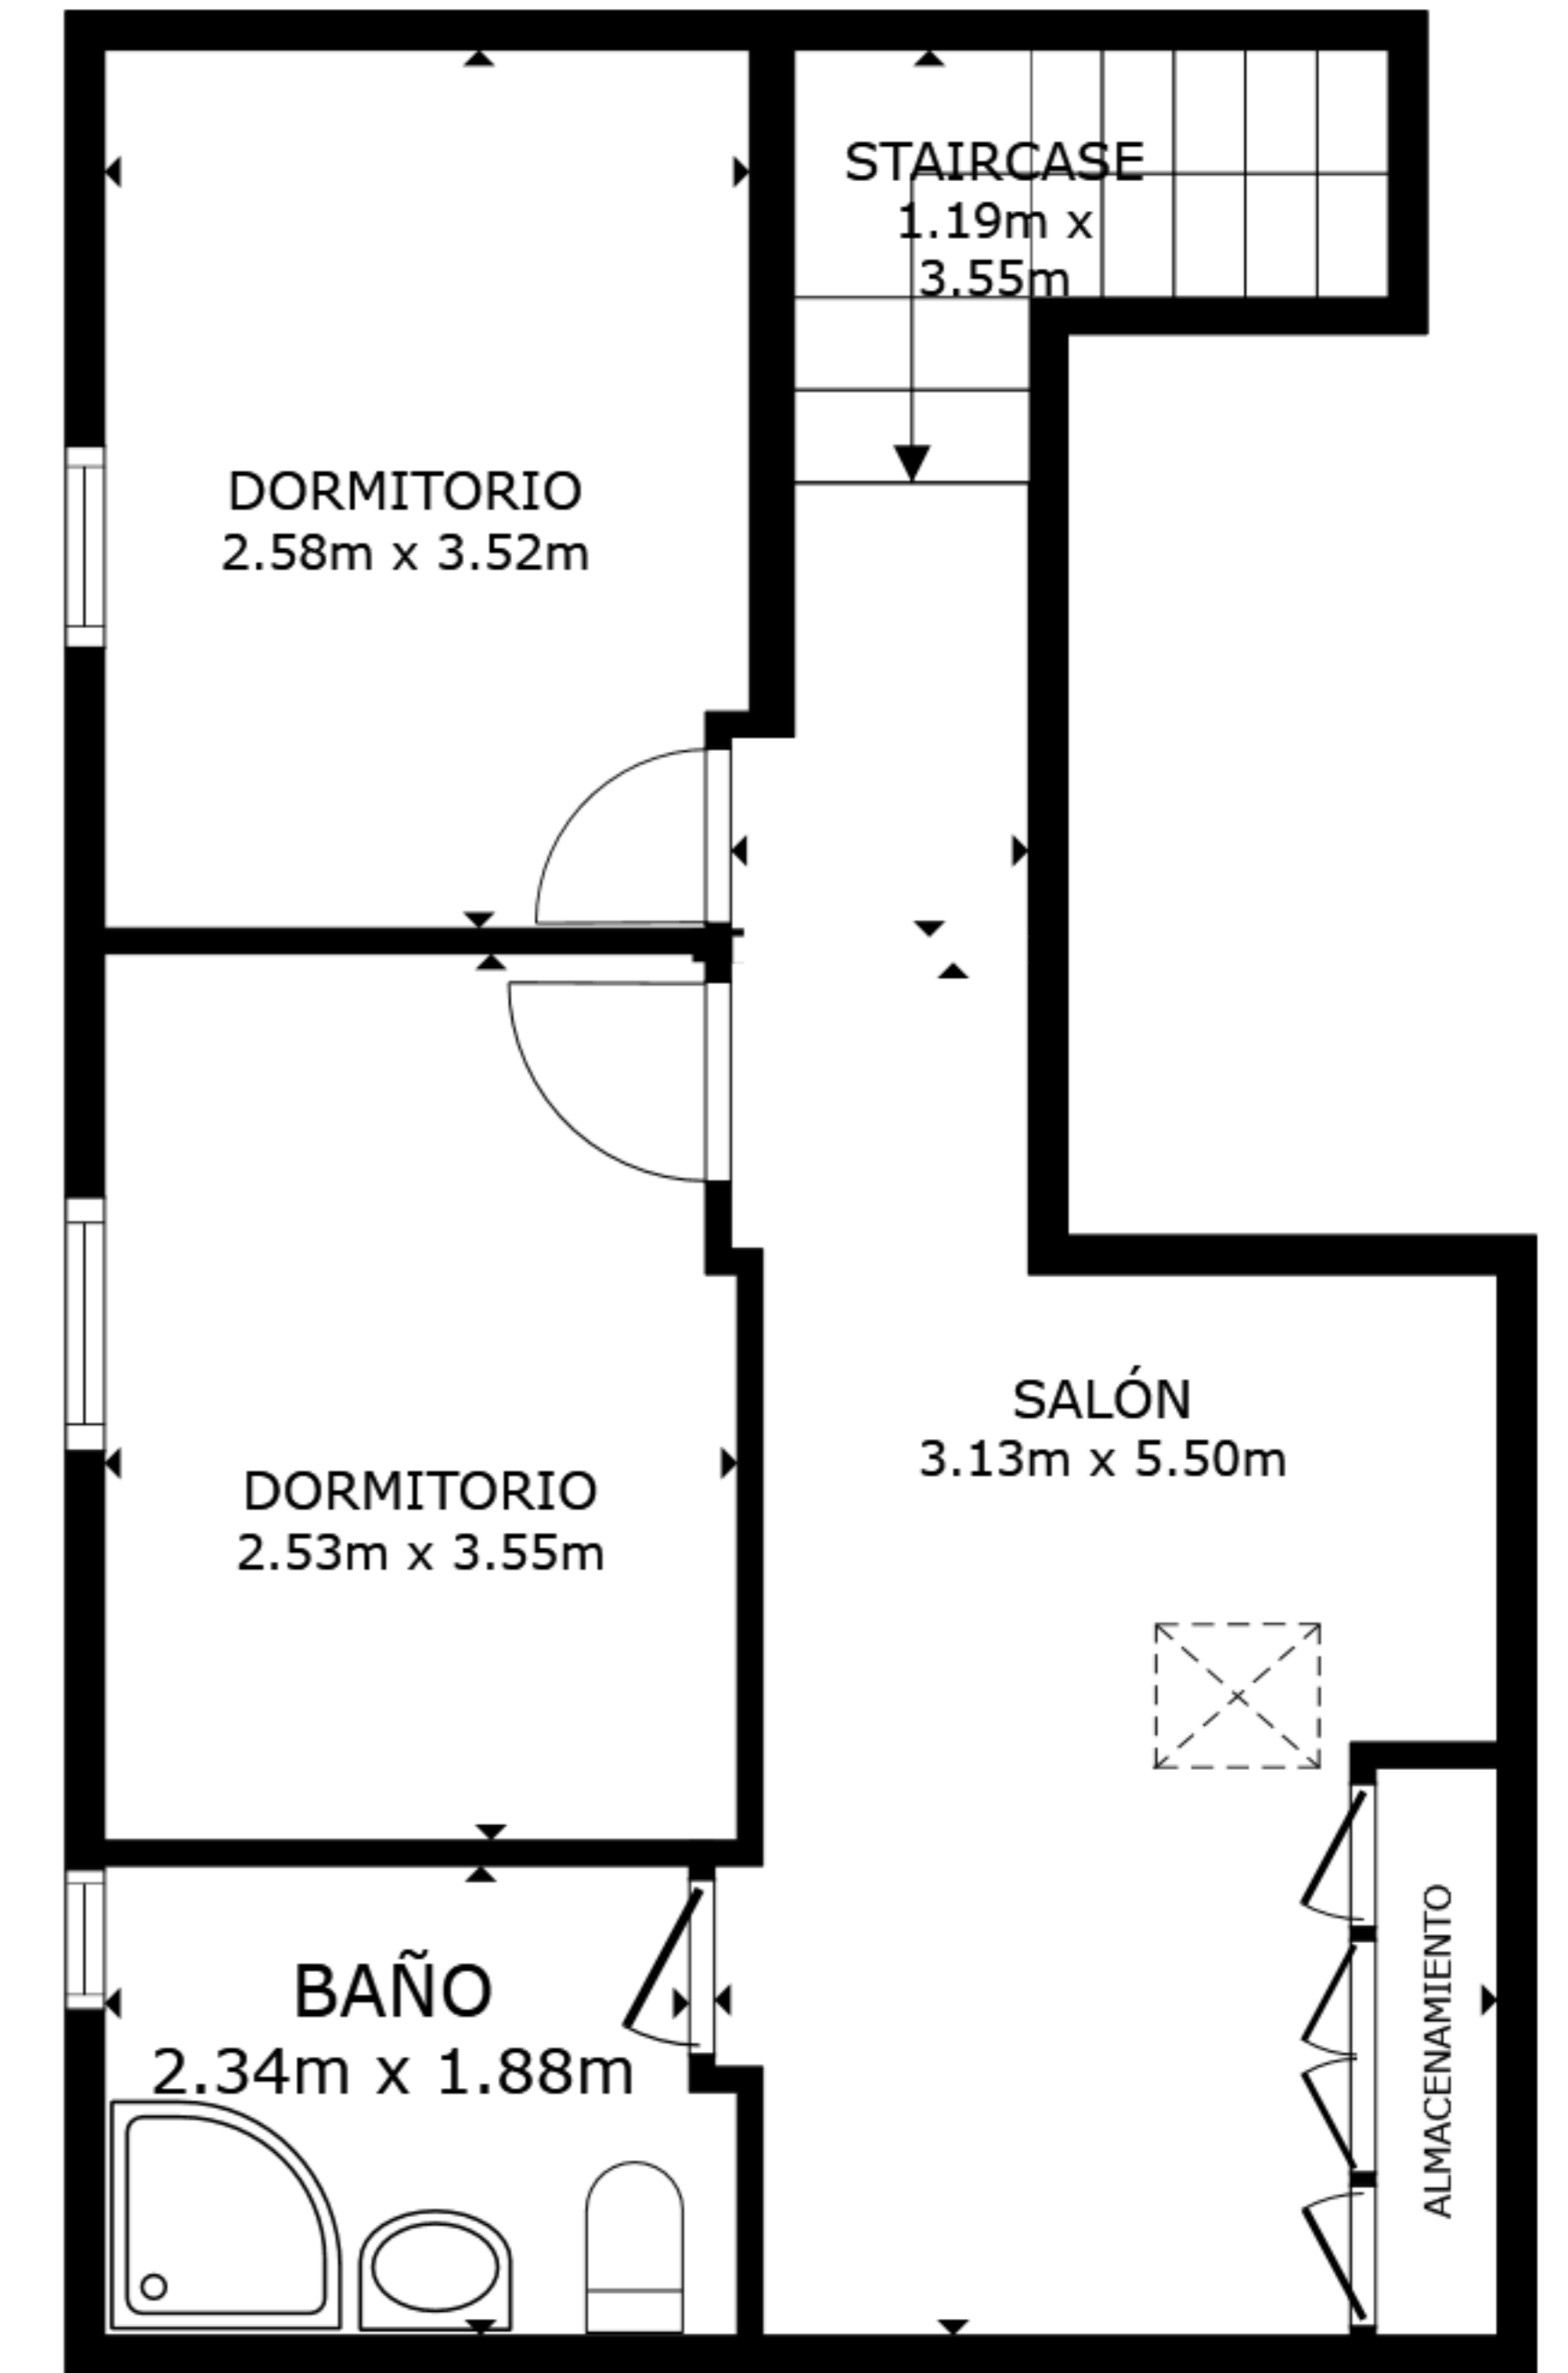 STAIRCASE
1.19m x
3.55m
DORMITORIO
2.58m x 3.52m
SALÓN
3.13m x 5.50m
DORMITORIO
2.53m x 3.55m
BAÑO
2.34m x 1.88m
ALMACENAMIENTO